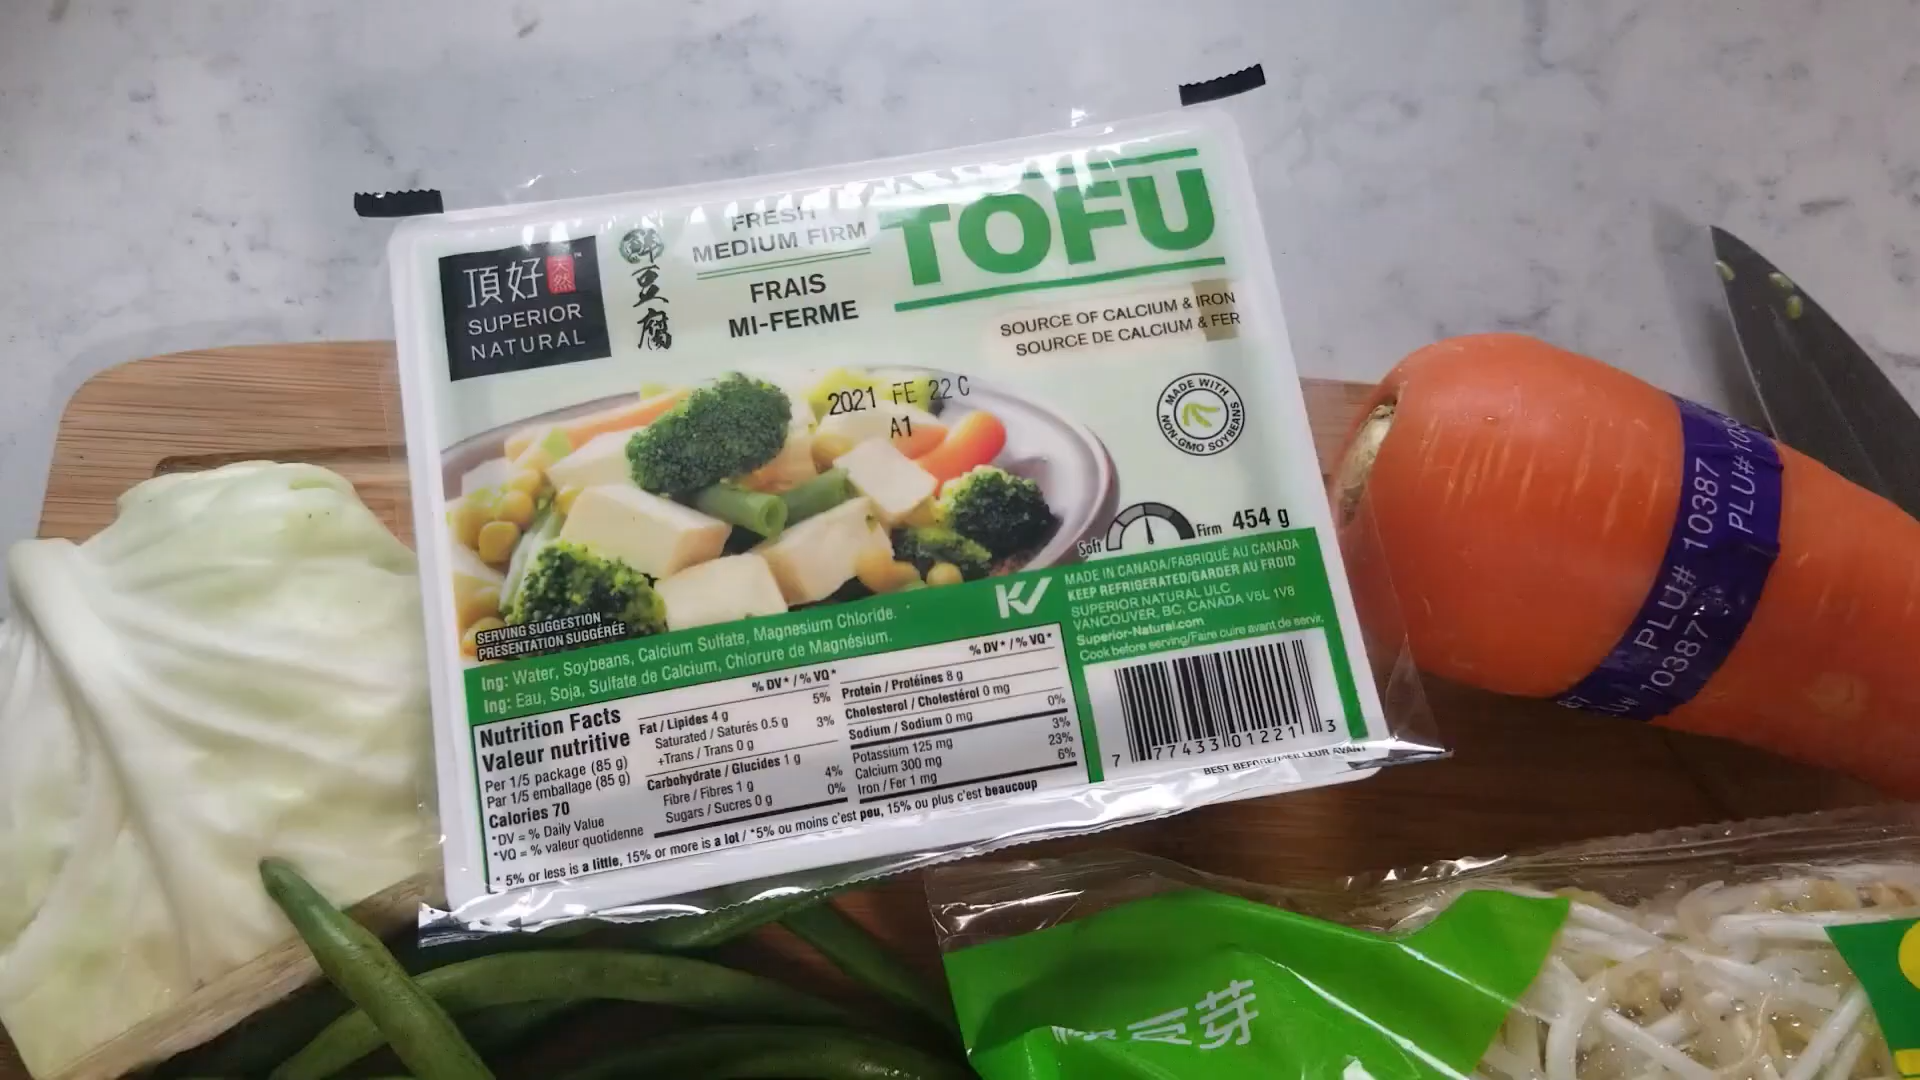 頂好 天然 ™
SUPERIOR
NATURAL
鮮豆腐
FRESH
MEDIUM FIRM
FRAIS
MI-FERME
TOFU
SOURCE OF CALCIUM & IRON
SOURCE DE CALCIUM & FER
MADE WITH
NON-GMO SOYBEANS
2021 FE 22 C
A1
Soft Firm 454 g
SERVING SUGGESTION
PRÉSENTATION SUGGÉRÉE
Ing: Water, Soybeans, Calcium Sulfate, Magnesium Chloride.
Ing: Eau, Soja, Sulfate de Calcium, Chlorure de Magnésium.
MADE IN CANADA/FABRIQUÉ AU CANADA
KEEP REFRIGERATED/GARDER AU FROID
SUPERIOR NATURAL ULC
VANCOUVER, BC, CANADA V5L 1V8
Superior-Natural.com
Cook before serving/Faire cuire avant de servir.
Nutrition Facts
Valeur nutritive
Per 1/5 package (85 g)
Par 1/5 emballage (85 g)
Calories 70
*DV = % Daily Value
*VQ = % valeur quotidenne
% DV* / % VQ*
Fat / Lipides 4 g 5%
Saturated / Saturés 0.5 g 3%
+Trans / Trans 0 g
Carbohydrate / Glucides 1 g
Fibre / Fibres 1 g 4%
Sugars / Sucres 0 g 0%
% DV* / % VQ*
Protein / Protéines 8 g
Cholesterol / Cholestérol 0 mg
Sodium / Sodium 0 mg 0%
Potassium 125 mg 3%
Calcium 300 mg 23%
Iron / Fer 1 mg 6%
* 5% or less is a little, 15% or more is a lot / *5% ou moins c'est peu, 15% ou plus c'est beaucoup
7 77433 01221 3
BEST BEFORE/MEILLEUR AVANT
PLU# 10387
PLU# 103
10387
豆芽